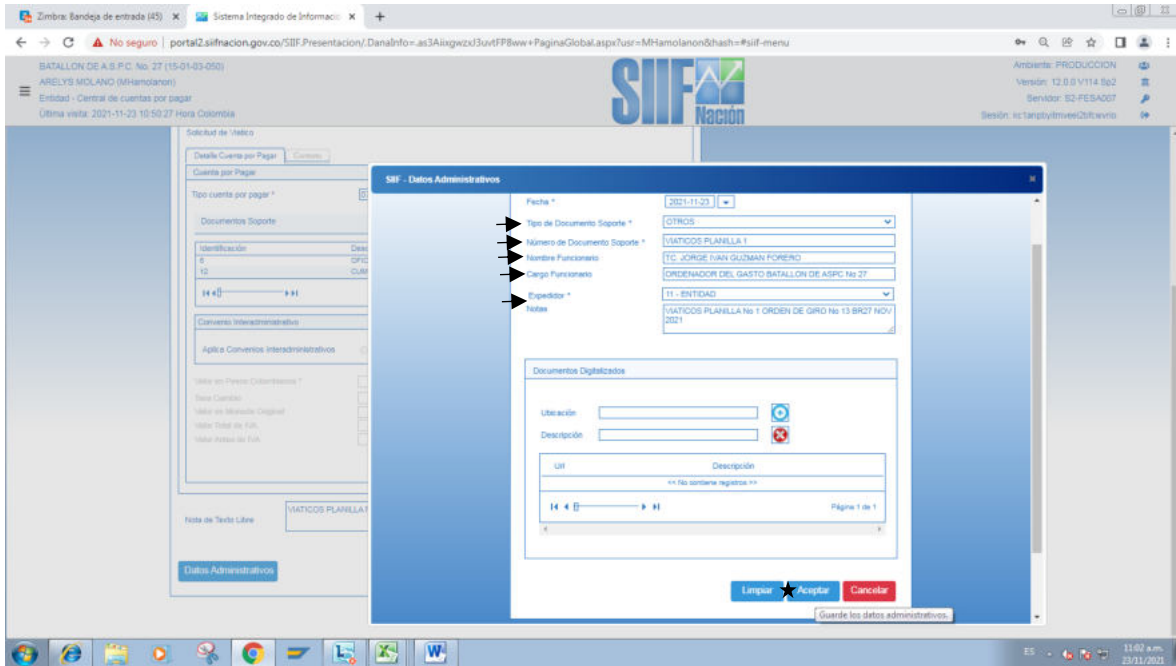 Zimbra: Bandeja de entrada (45)
Sistema Integrado de Informació
No seguro
portal2.siifnacion.gov.co/SIIF.Presentacion/
PaginaGlobal.aspx?usr=MHamolanon&hash=#siif-menu
BATALLON DE A.S.P.C. No. 27 (15-01-03-050)
ARELYS MOLANO (MHamolanon)
Entidad - Central de cuentas por pagar
Última visita: 2021-11-23 10:50:27 Hora Colombia
SIIF
Nación
Ambiente: PRODUCCION
Versión: 12.0.0 V114 Sp2
Servidor: S2-FESA007
Solicitud de Viatico
Detalle Cuenta por Pagar
Cuenta por Pagar
Tipo cuenta por pagar *
Documentos Soporte
Identificación
6
12
Convenio Interadministrativo
Aplica Convenios Interadministrativos
Valor en Pesos Colombianos *
Tasa Cambio
Valor en Moneda Original
Valor Total de IVA
Valor Antes de IVA
Nota de Texto Libre
VIATICOS PLANILLA
Datos Administrativos
SIIF - Datos Administrativos
Fecha * 2021-11-23
Tipo de Documento Soporte * OTROS
Número de Documento Soporte * VIATICOS PLANILLA 1
Nombre Funcionario TC. JORGE IVAN GUZMAN FORERO
Cargo Funcionario ORDENADOR DEL GASTO BATALLON DE ASPC No 27
Expedidor * 11 - ENTIDAD
Notas VIATICOS PLANILLA No 1 ORDEN DE GIRO No 13 BR27 NOV
2021
Documentos Digitalizados
Ubicación
Descripción
Url Descripción
<< No contiene registros >>
Página 1 de 1
Limpiar Aceptar Cancelar
Guarde los datos administrativos.
ES
11:02 a.m.
23/11/2021